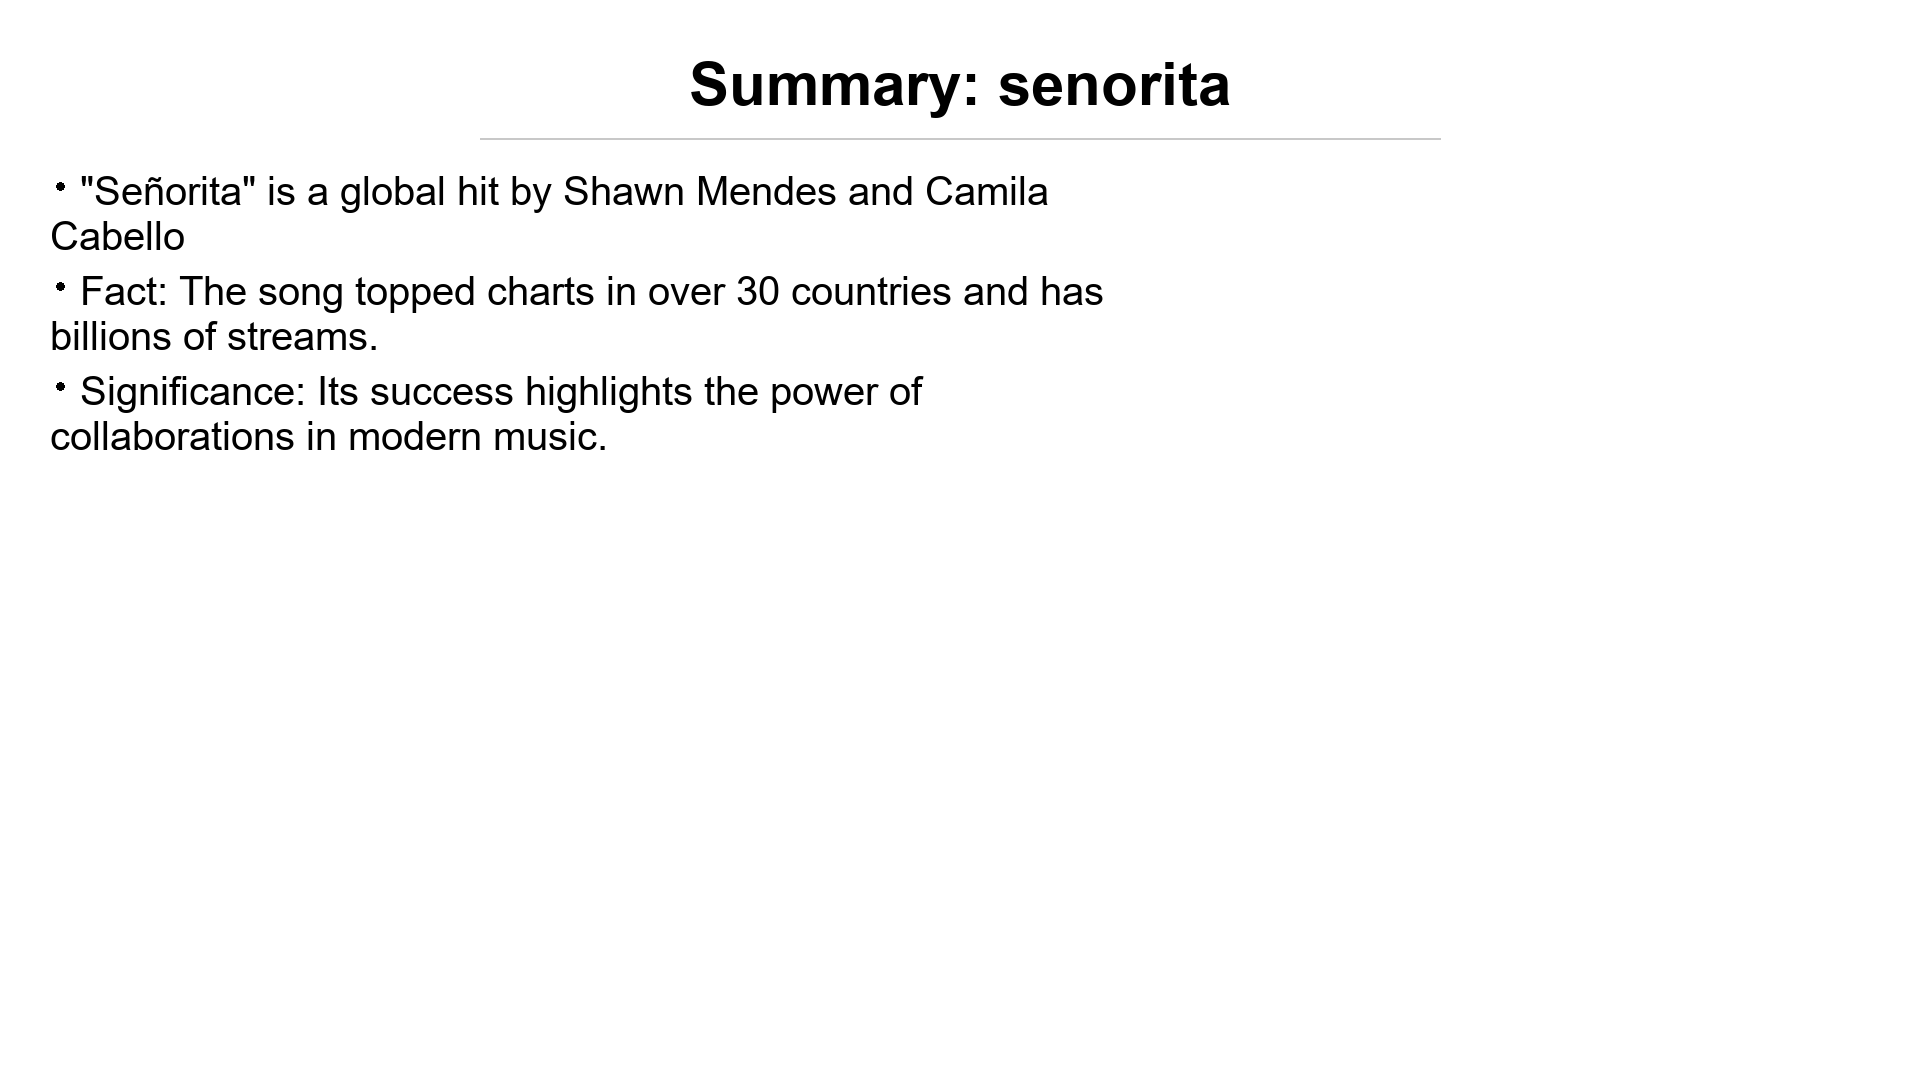 Summary: senorita
• "Señorita" is a global hit by Shawn Mendes and Camila
Cabello
• Fact: The song topped charts in over 30 countries and has
billions of streams.
• Significance: Its success highlights the power of
collaborations in modern music.